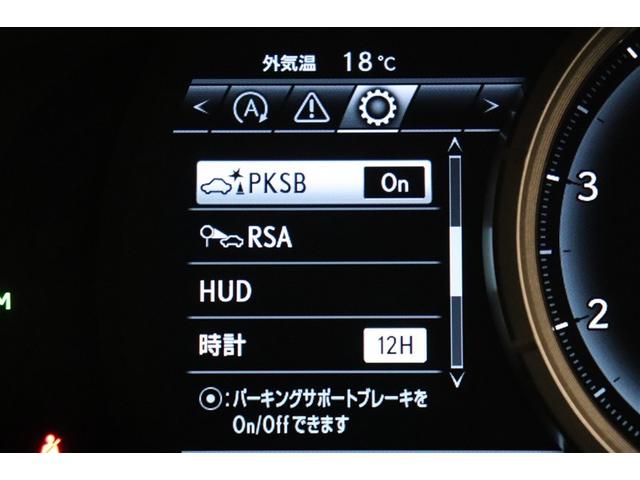 外気温 18℃
< A >
PKSB On
RSA
HUD
時計 12H
⦿:パーキングサポートブレーキを
On/Offできます
3
2
M